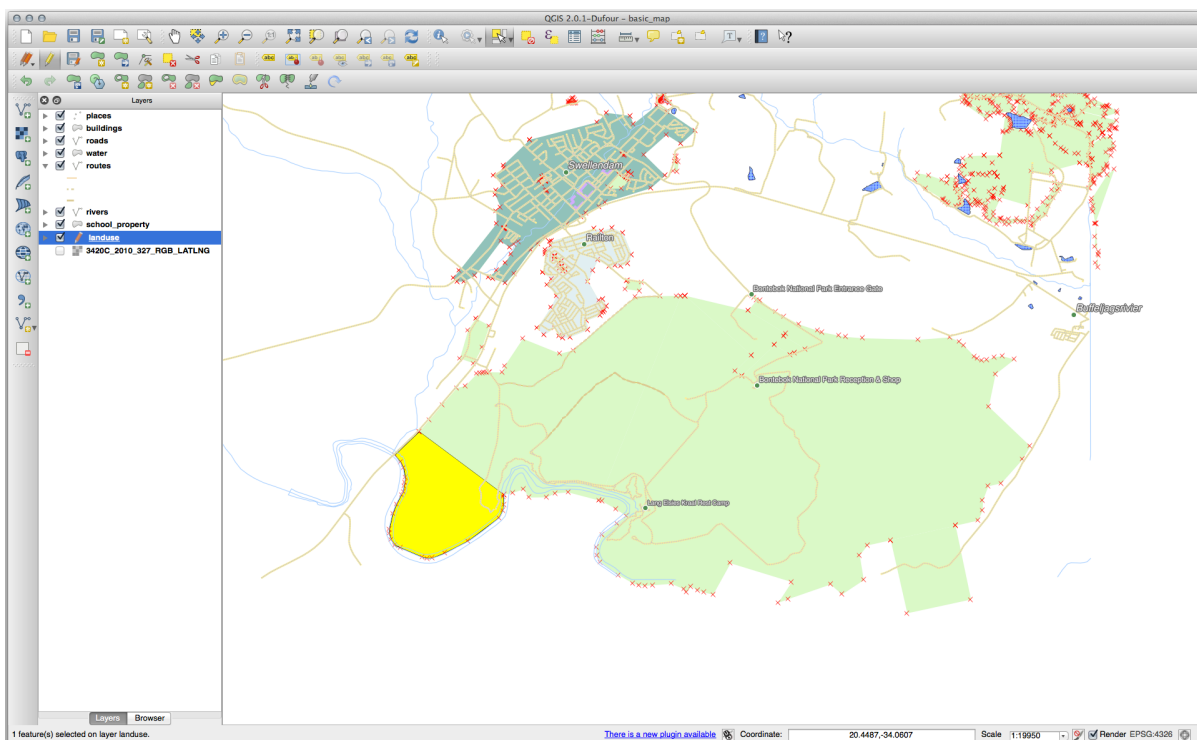 QGIS 2.0.1-Dufour – basic_map
Layers
places
buildings
roads
water
routes
rivers
school_property
landuse
3420C_2010_327_RGB_LATLNG
Swellendam
Railton
Bontebok National Park Entrance Gate
Buffeljagsrivier
Bontebok National Park Reception & Shop
Lang Elsies Kraal Rest Camp
Layers Browser
1 feature(s) selected on layer landuse.
There is a new plugin available
Coordinate: 20.4487,-34.0607
Scale 1:19950
Render EPSG:4326